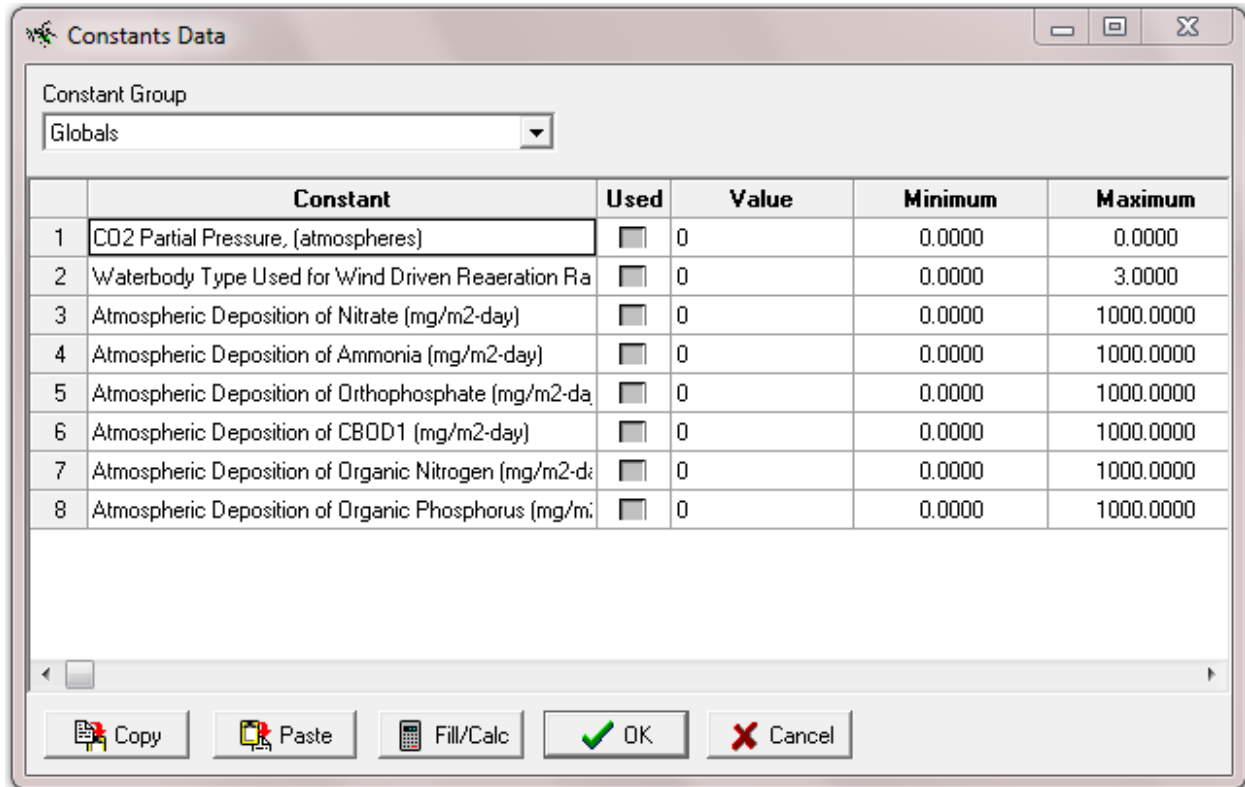 Constants Data
Constant Group
Globals
Constant Used Value Minimum Maximum
1 CO2 Partial Pressure, (atmospheres) 0 0.0000 0.0000
2 Waterbody Type Used for Wind Driven Reaeration Ra 0 0.0000 3.0000
3 Atmospheric Deposition of Nitrate (mg/m2-day) 0 0.0000 1000.0000
4 Atmospheric Deposition of Ammonia (mg/m2-day) 0 0.0000 1000.0000
5 Atmospheric Deposition of Orthophosphate (mg/m2-da 0 0.0000 1000.0000
6 Atmospheric Deposition of CBOD1 (mg/m2-day) 0 0.0000 1000.0000
7 Atmospheric Deposition of Organic Nitrogen (mg/m2-da 0 0.0000 1000.0000
8 Atmospheric Deposition of Organic Phosphorus (mg/m2 0 0.0000 1000.0000
Copy Paste Fill/Calc OK Cancel